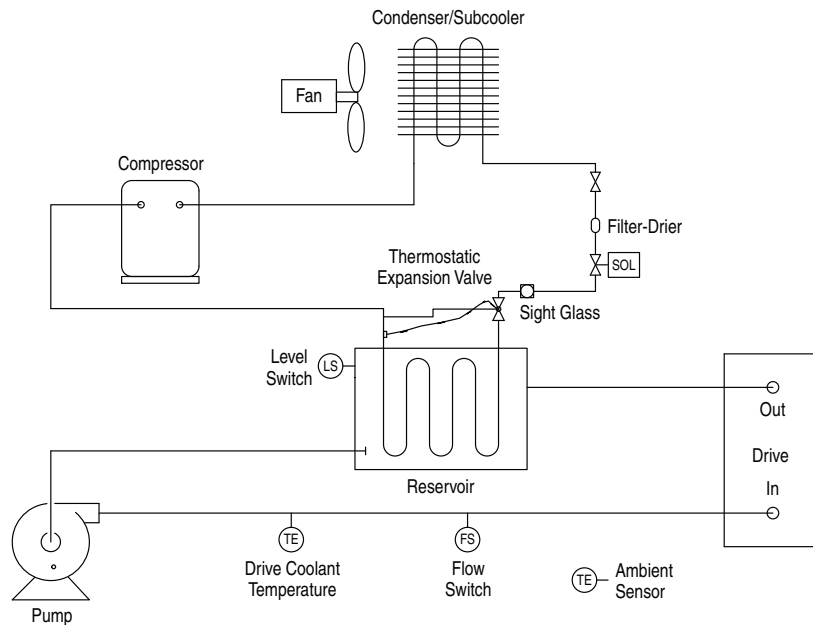 Condenser/Subcooler
Fan
Compressor
Filter-Drier
Thermostatic
Expansion Valve
SOL
Sight Glass
Level
Switch
LS
Out
Drive
In
Reservoir
TE
FS
Drive Coolant
Temperature
Flow
Switch
TE
Ambient
Sensor
Pump